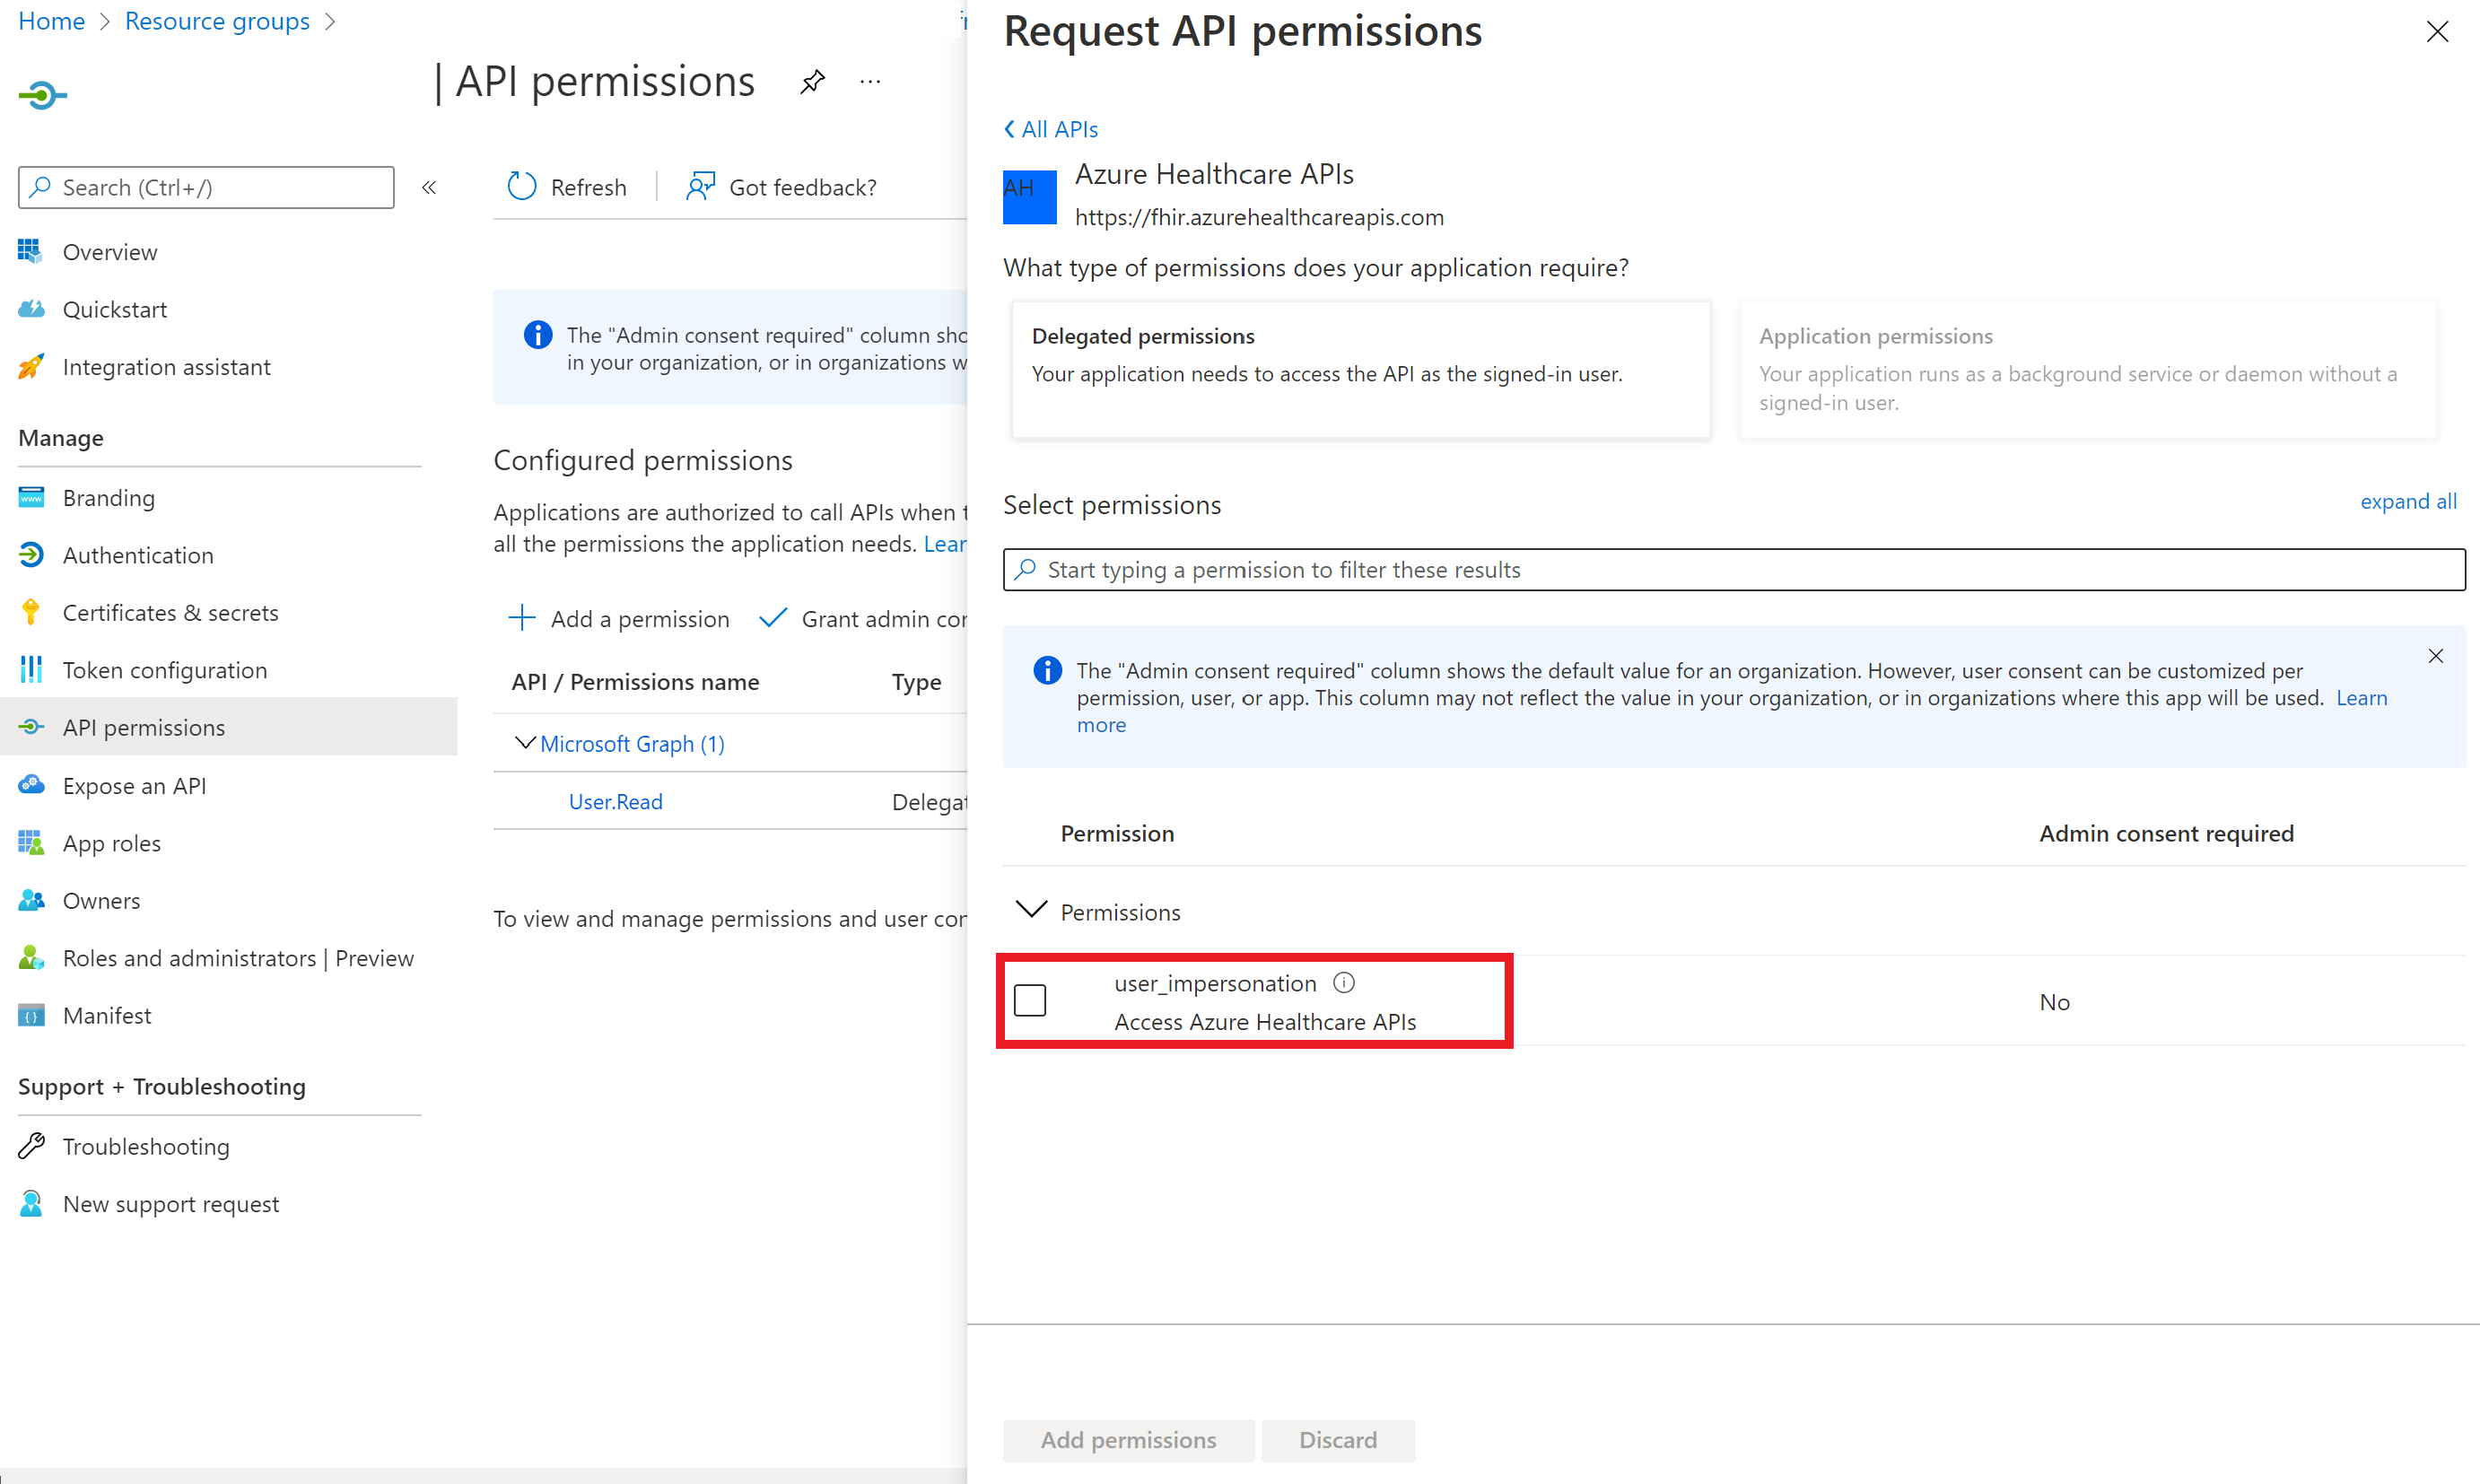 Home > Resource groups >
| API permissions ...
Search (Ctrl+/) «
Overview
Quickstart
Integration assistant
Manage
Branding
Authentication
Certificates & secrets
Token configuration
API permissions
Expose an API
App roles
Owners
Roles and administrators | Preview
Manifest
Support + Troubleshooting
Troubleshooting
New support request
Refresh | Got feedback?
The "Admin consent required" column sho
in your organization, or in organizations w
Configured permissions
Applications are authorized to call APIs when t
all the permissions the application needs. Lear
Add a permission Grant admin con
API / Permissions name Type
Microsoft Graph (1)
User.Read Delegat
To view and manage permissions and user con
Request API permissions
All APIs
AH
Azure Healthcare APIs
https://fhir.azurehealthcareapis.com
What type of permissions does your application require?
Delegated permissions
Your application needs to access the API as the signed-in user.
Application permissions
Your application runs as a background service or daemon without a
signed-in user.
Select permissions expand all
Start typing a permission to filter these results
The "Admin consent required" column shows the default value for an organization. However, user consent can be customized per
permission, user, or app. This column may not reflect the value in your organization, or in organizations where this app will be used. Learn
more
Permission Admin consent required
Permissions
user_impersonation
Access Azure Healthcare APIs
No
Add permissions Discard